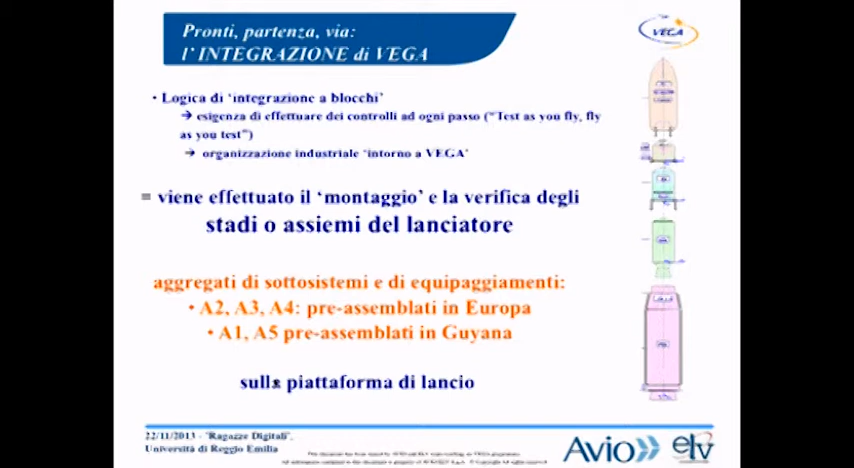 Pronti, partenza, via:
l' INTEGRAZIONE di VEGA
VEGA
• Logica di 'integrazione a blocchi'
→ esigenza di effettuare dei controlli ad ogni passo ("Test as you fly, fly
as you test")
→ organizzazione industriale 'intorno a VEGA'
= viene effettuato il 'montaggio' e la verifica degli
stadi o assiemi del lanciatore
aggregati di sottosistemi e di equipaggiamenti:
• A2, A3, A4: pre-assemblati in Europa
• A1, A5 pre-assemblati in Guyana
sulla piattaforma di lancio
22/11/2013 - "Ragazze Digitali",
Università di Reggio Emilia
Avio
elv